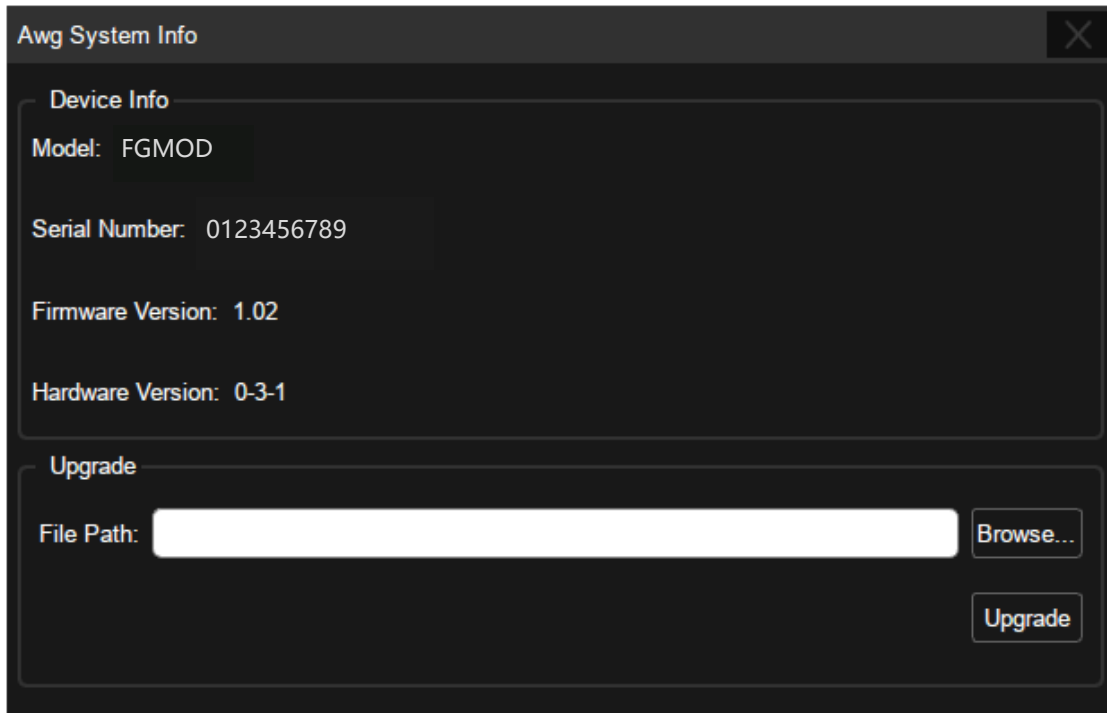 Awg System Info
Device Info
Model: FGMOD
Serial Number: 0123456789
Firmware Version: 1.02
Hardware Version: 0-3-1
Upgrade
File Path: Browse...
Upgrade